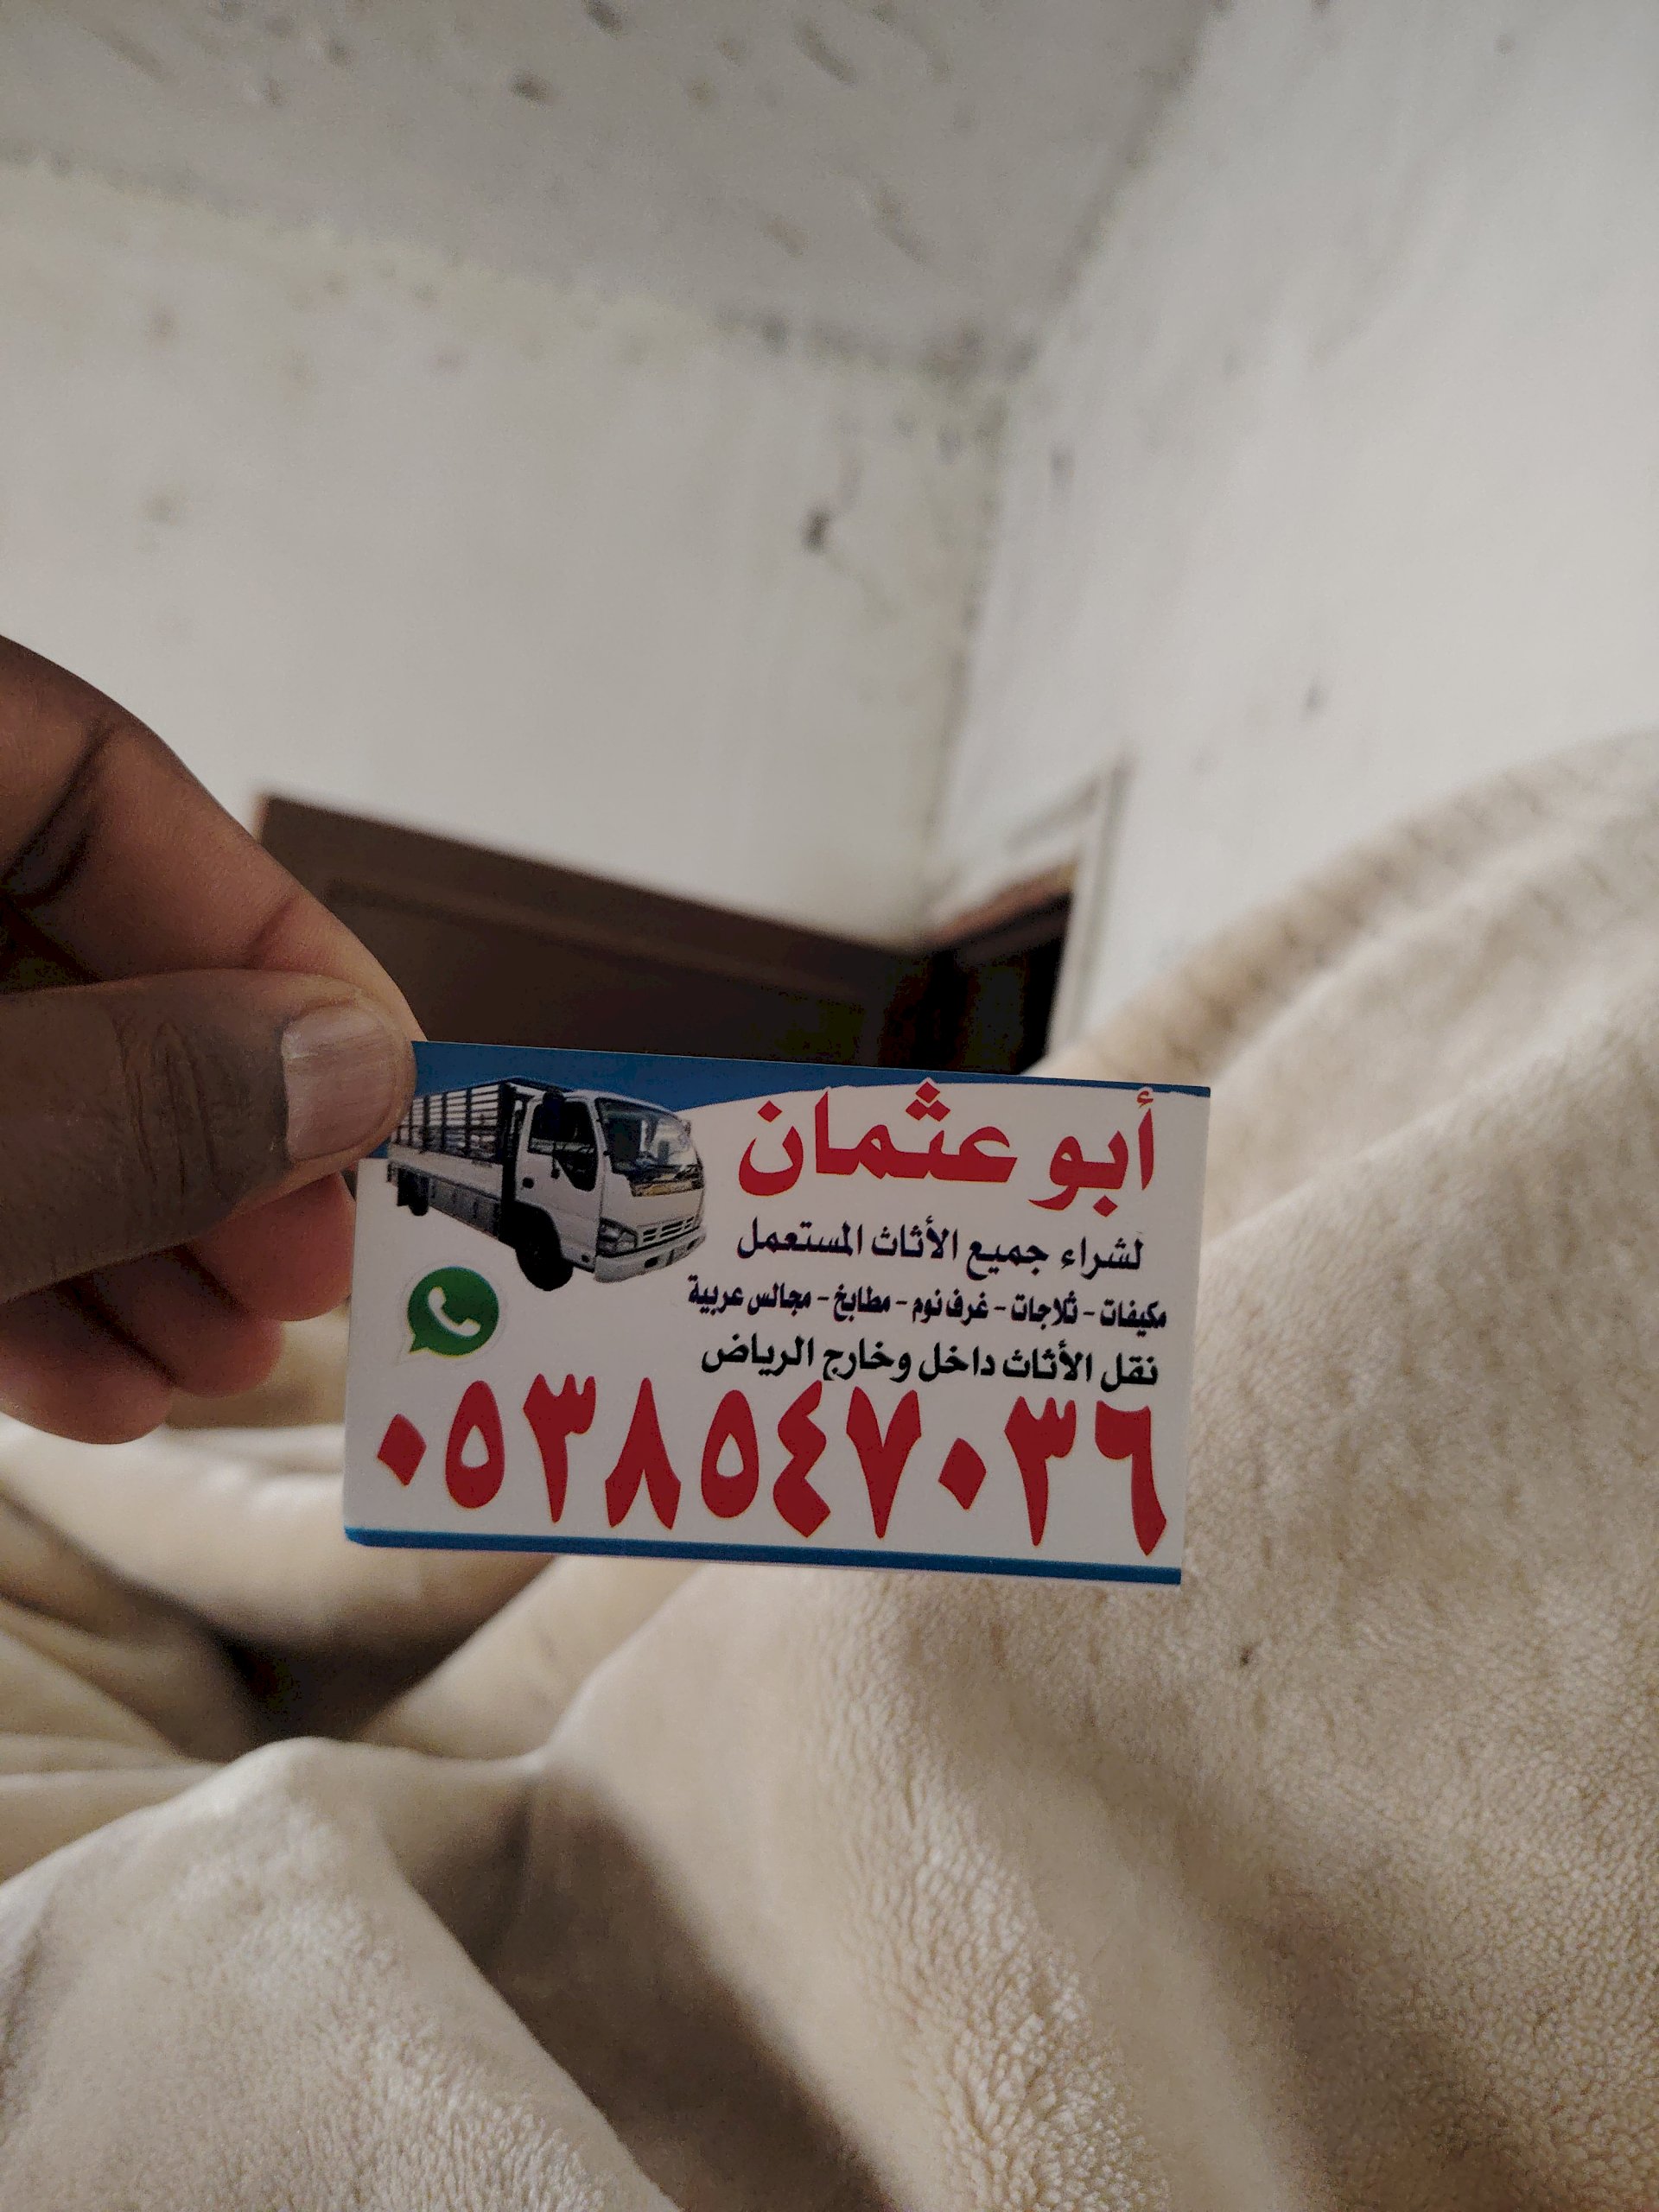 أبو عثمان
لشراء جميع الأثاث المستعمل
مكيفات - ثلاجات - غرف نوم - مطابخ - مجالس عربية
نقل الأثاث داخل وخارج الرياض
٠٥٣٨٥٤٧٠٣٦